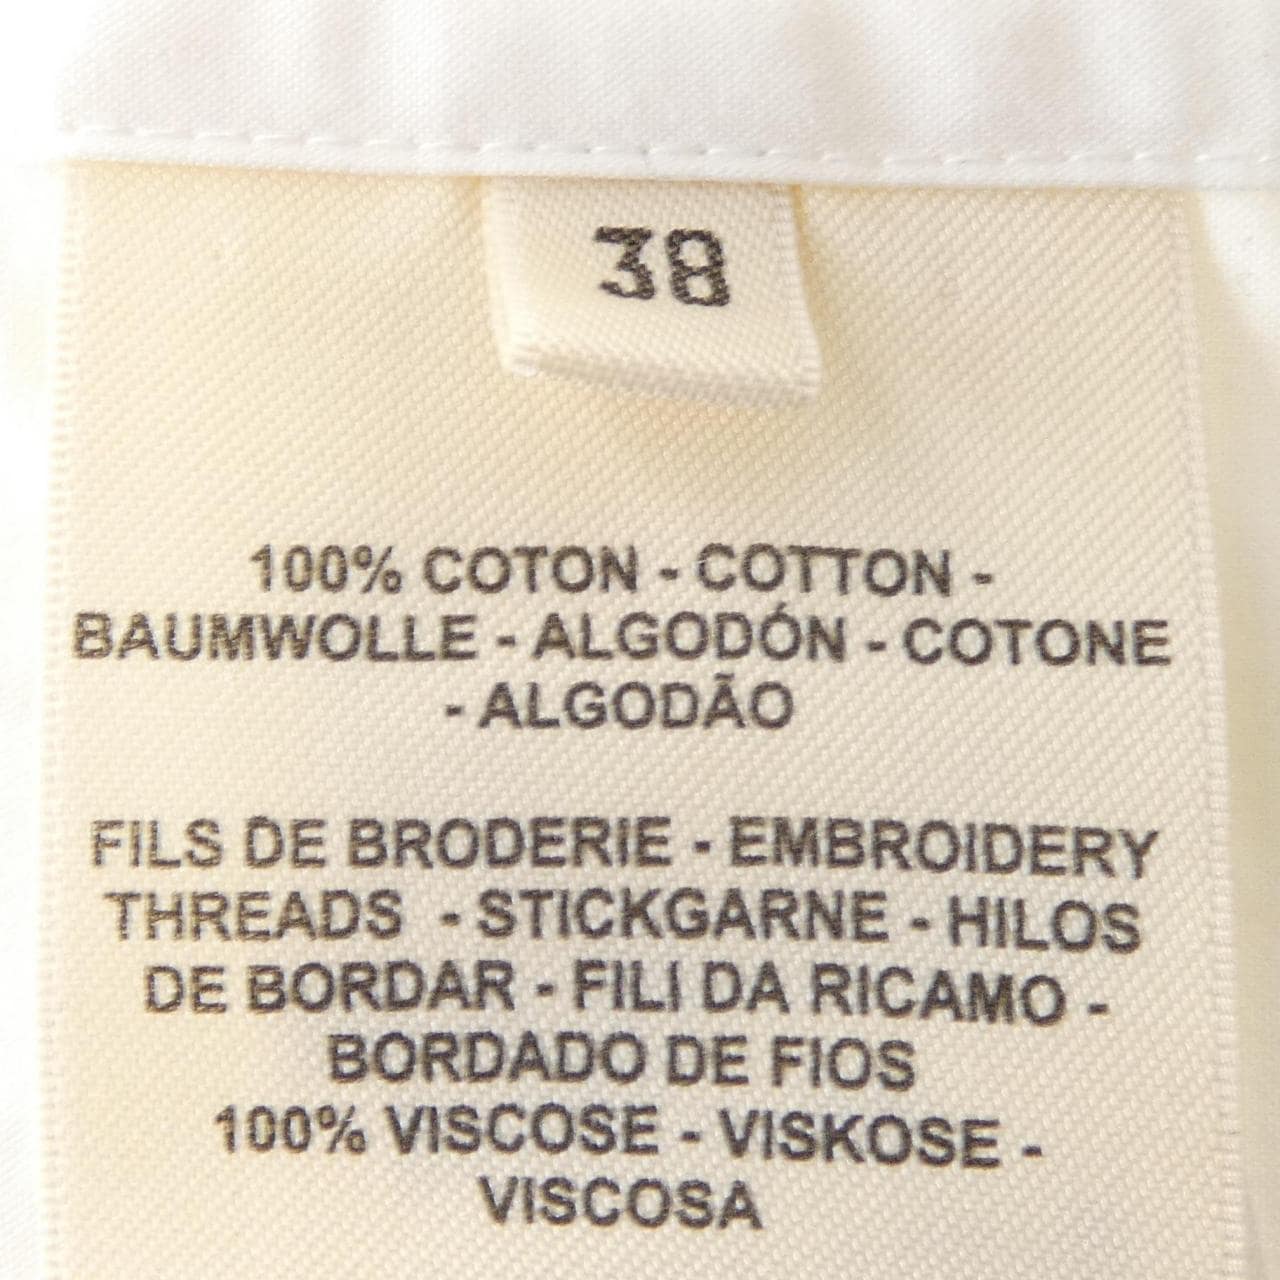 38
100% COTON - COTTON -
BAUMWOLLE - ALGODÓN - COTONE
- ALGODÃO
FILS DE BRODERIE - EMBROIDERY
THREADS - STICKGARNE - HILOS
DE BORDAR - FILI DA RICAMO -
BORDADO DE FIOS
100% VISCOSE - VISKOSE -
VISCOSA